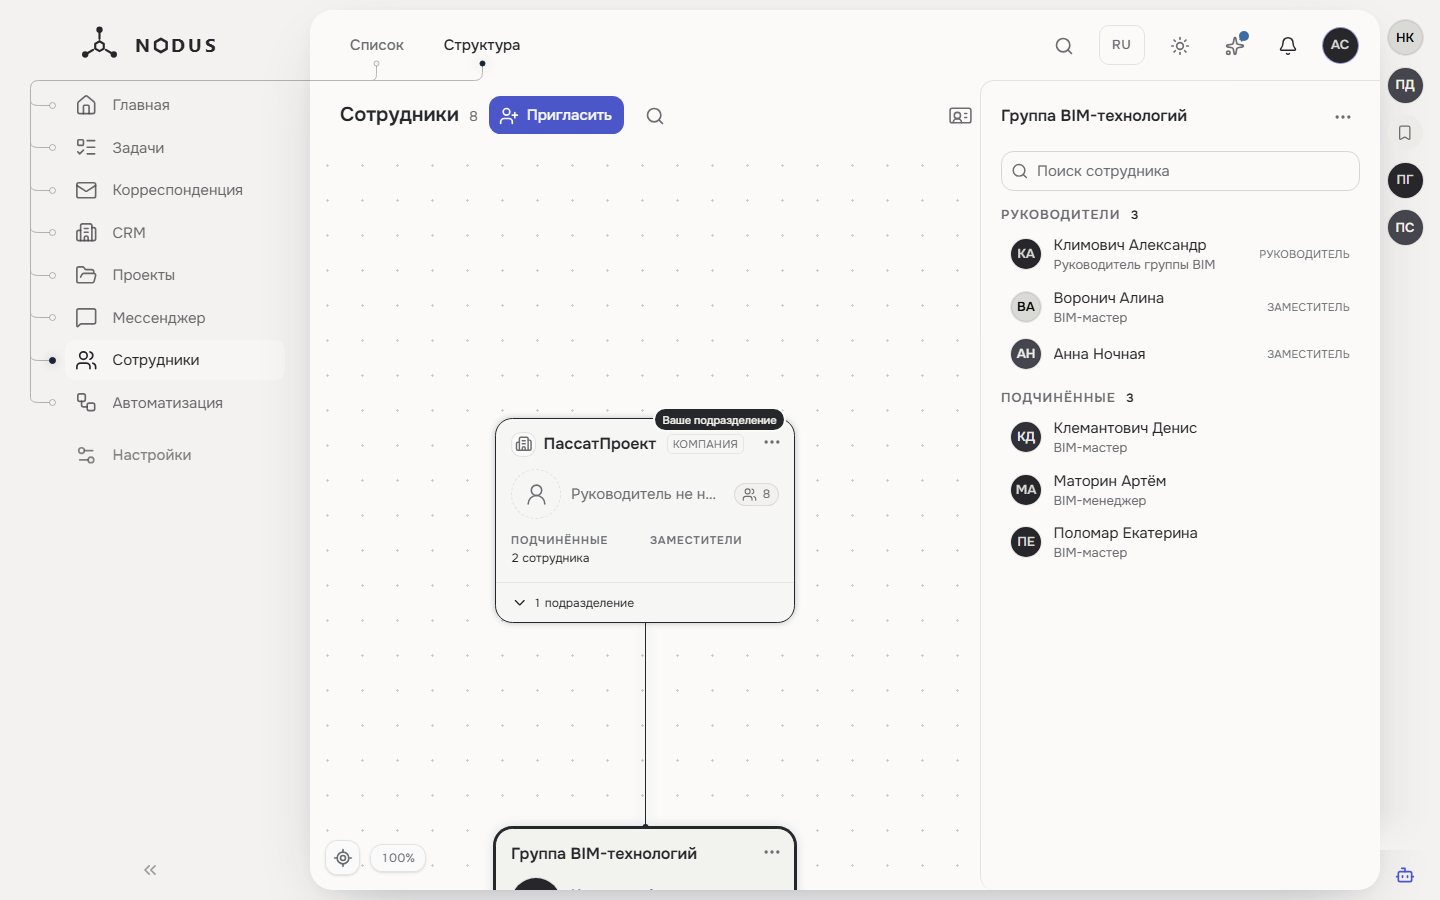 NODUS
Список
Структура
RU
АС
НК
ПД
ПГ
ПС
Главная
Задачи
Корреспонденция
CRM
Проекты
Мессенджер
Сотрудники
Автоматизация
Настройки
Сотрудники 8
Пригласить
Ваше подразделение
ПассатПроект
КОМПАНИЯ
Руководитель не н...
8
ПОДЧИНЁННЫЕ
ЗАМЕСТИТЕЛИ
2 сотрудника
1 подразделение
Группа BIM-технологий
100%
Группа BIM-технологий
Поиск сотрудника
РУКОВОДИТЕЛИ 3
КА
Климович Александр
Руководитель группы BIM
РУКОВОДИТЕЛЬ
ВА
Воронич Алина
BIM-мастер
ЗАМЕСТИТЕЛЬ
АН
Анна Ночная
ЗАМЕСТИТЕЛЬ
ПОДЧИНЁННЫЕ 3
КД
Клемантович Денис
BIM-мастер
МА
Маторин Артём
BIM-менеджер
ПЕ
Поломар Екатерина
BIM-мастер